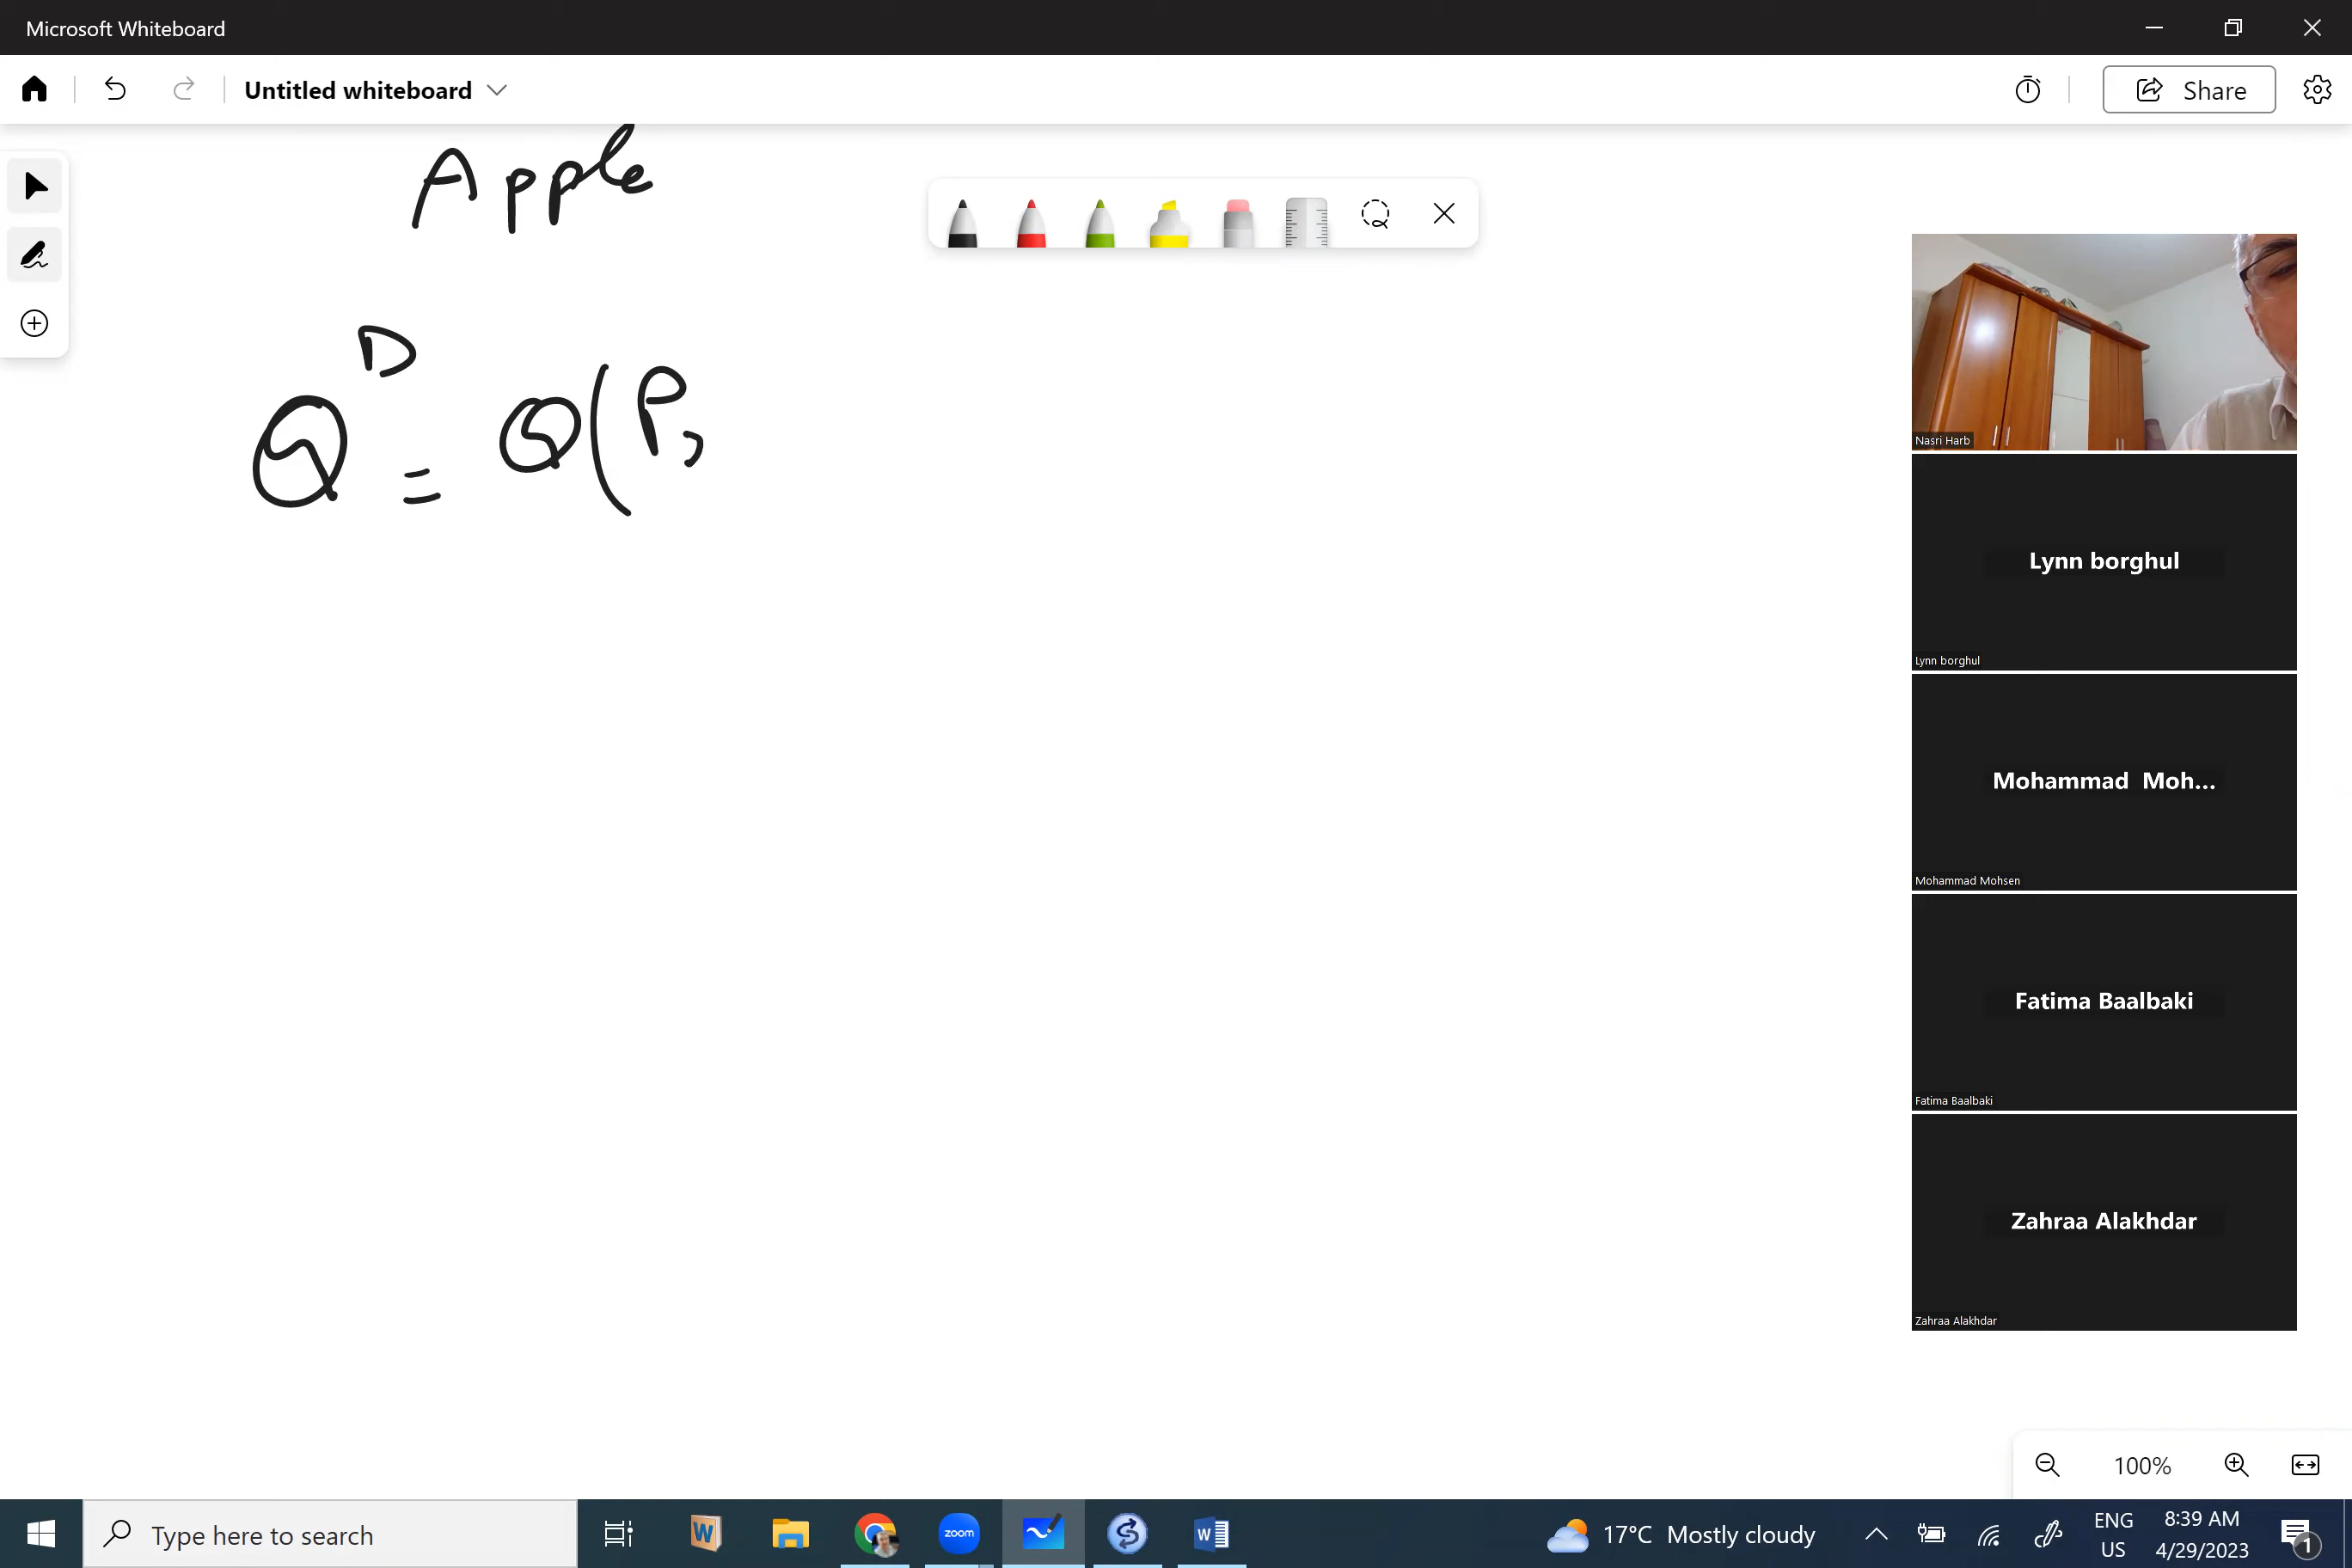 Microsoft Whiteboard
Untitled whiteboard
Share
Apple
Q^D = Q(P,
Nasri Harb
Lynn borghul
Lynn borghul
Mohammad Moh...
Mohammad Mohsen
Fatima Baalbaki
Fatima Baalbaki
Zahraa Alakhdar
Zahraa Alakhdar
100%
Type here to search
W
zoom
W
17°C Mostly cloudy
ENG
US
8:39 AM
4/29/2023
1